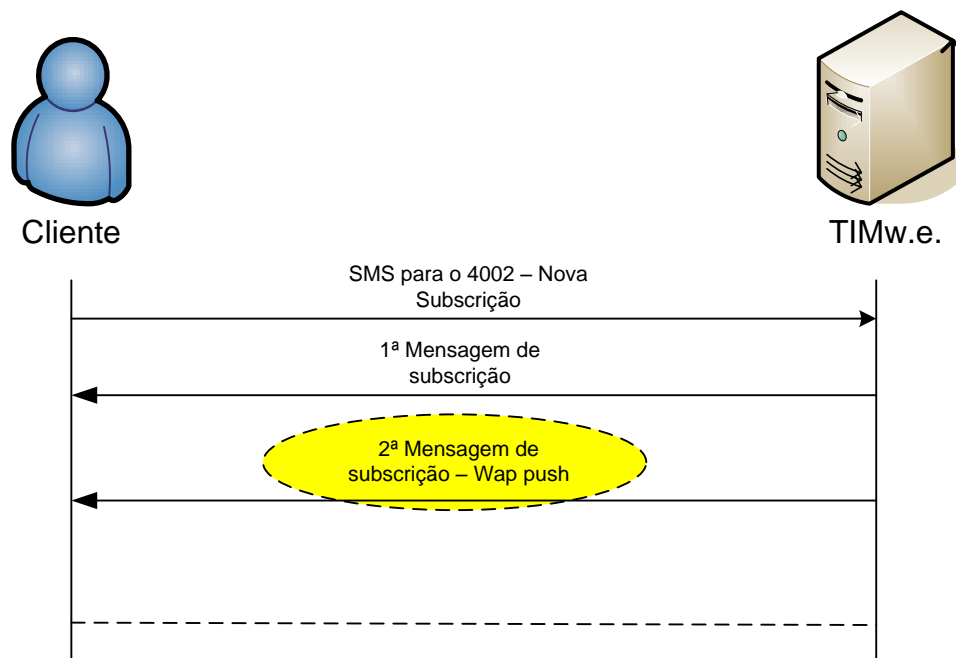 Cliente
TIMw.e.
SMS para o 4002 – Nova
Subscrição
1ª Mensagem de
subscrição
2ª Mensagem de
subscrição – Wap push